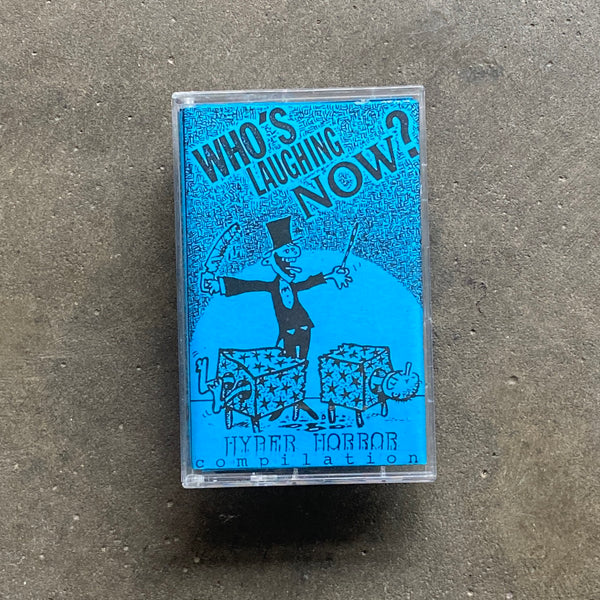 WHO'S
LAUGHING
NOW?
HYPER HORROR
compilation